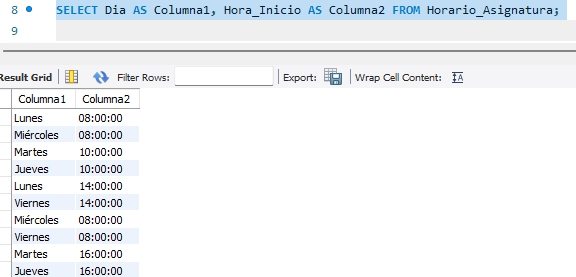 8 SELECT Dia AS Columna1, Hora_Inicio AS Columna2 FROM Horario_Asignatura;
9
Result Grid Filter Rows: Export: Wrap Cell Content:
Columna1 Columna2
Lunes 08:00:00
Miércoles 08:00:00
Martes 10:00:00
Jueves 10:00:00
Lunes 14:00:00
Viernes 14:00:00
Miércoles 08:00:00
Viernes 08:00:00
Martes 16:00:00
Jueves 16:00:00